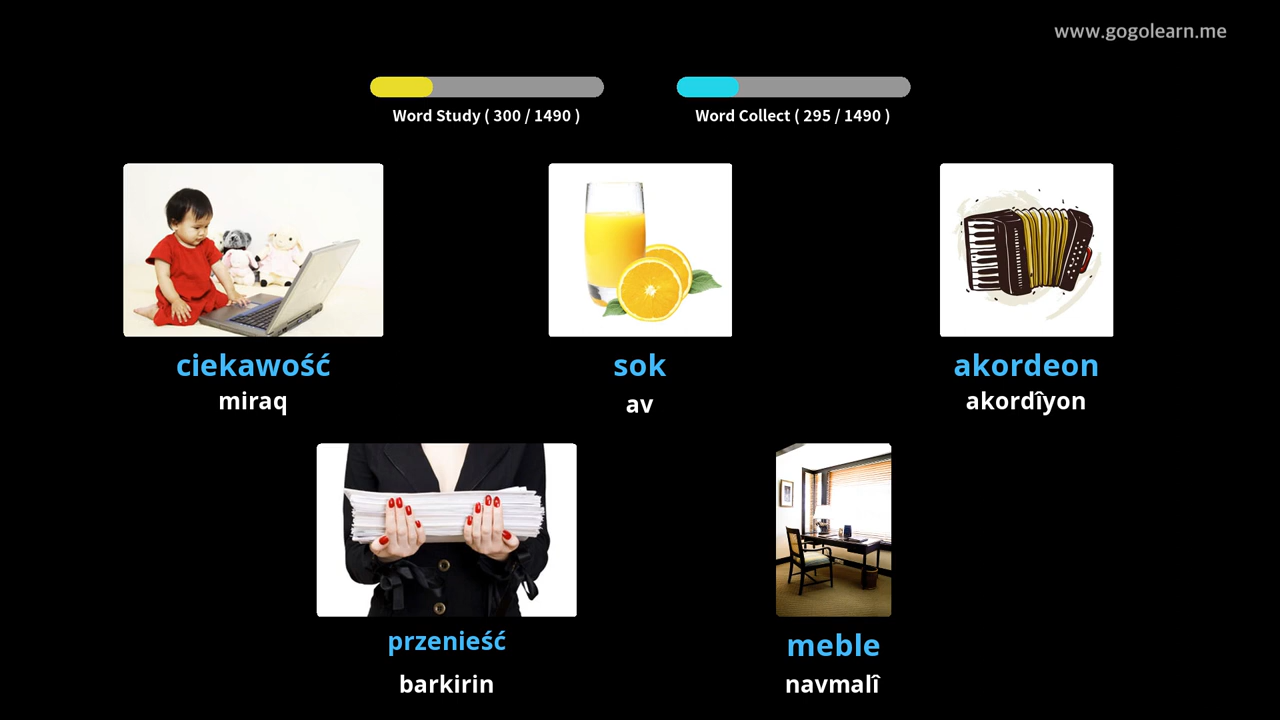 www.gogolearn.me
Word Study ( 300 / 1490 )
Word Collect ( 295 / 1490 )
ciekawość
miraq
sok
av
akordeon
akordîyon
przenieść
barkirin
meble
navmalî